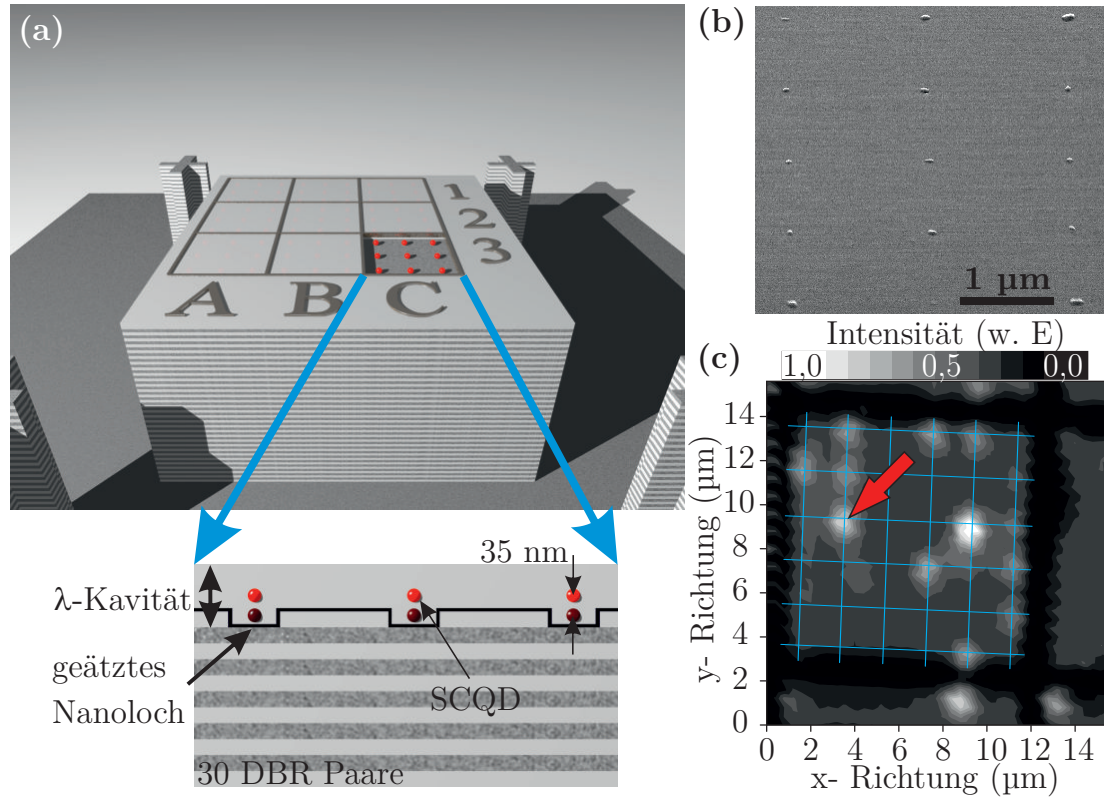 (a)
1
2
3
A B C
35 nm
λ-Kavität
geätztes
Nanoloch
SCQD
30 DBR Paare
(b)
1 µm
(c)
Intensität (w. E)
1,0 0,5 0,0
y- Richtung (µm)
14
12
10
8
6
4
2
0
0 2 4 6 8 10 12 14
x- Richtung (µm)